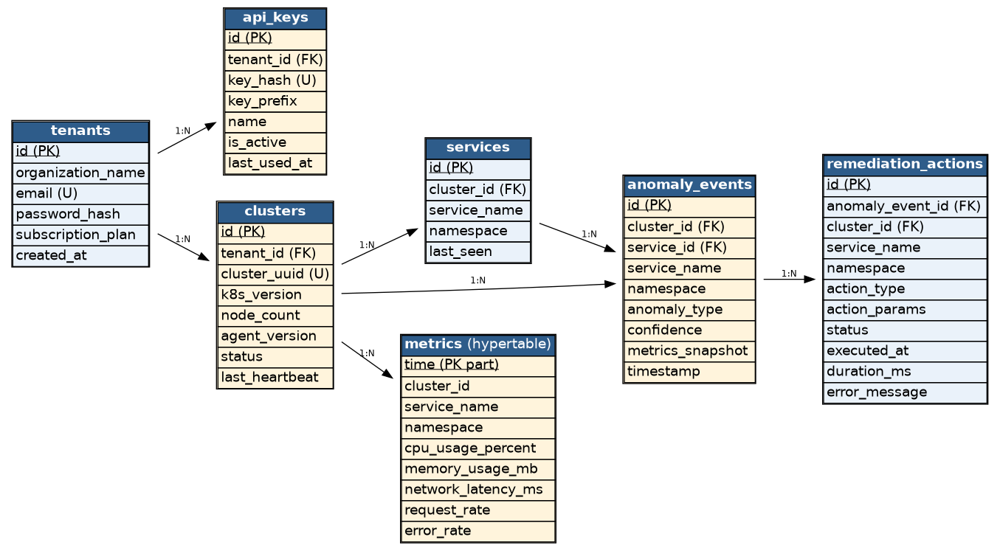 api_keys
id (PK)
tenant_id (FK)
key_hash (U)
key_prefix
name
is_active
last_used_at
tenants
id (PK)
organization_name
email (U)
password_hash
subscription_plan
created_at
1:N
1:N
clusters
id (PK)
tenant_id (FK)
cluster_uuid (U)
k8s_version
node_count
agent_version
status
last_heartbeat
1:N
1:N
1:N
services
id (PK)
cluster_id (FK)
service_name
namespace
last_seen
1:N
metrics (hypertable)
time (PK part)
cluster_id
service_name
namespace
cpu_usage_percent
memory_usage_mb
network_latency_ms
request_rate
error_rate
anomaly_events
id (PK)
cluster_id (FK)
service_id (FK)
service_name
namespace
anomaly_type
confidence
metrics_snapshot
timestamp
1:N
remediation_actions
id (PK)
anomaly_event_id (FK)
cluster_id (FK)
service_name
namespace
action_type
action_params
status
executed_at
duration_ms
error_message